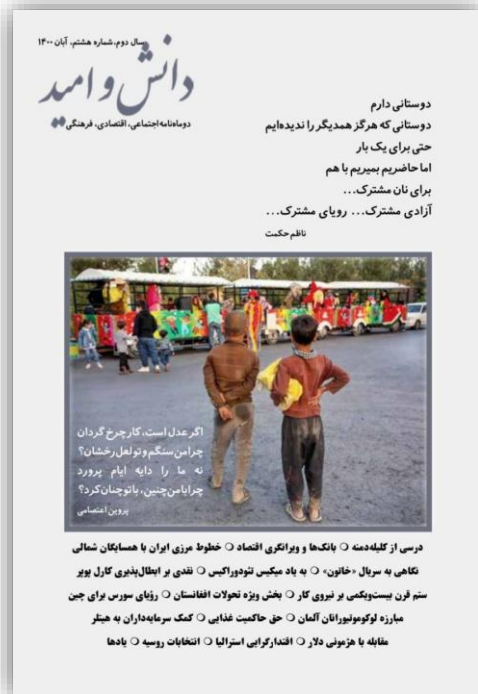 سال دوم، شماره هشتم، آبان ۱۴۰۰
دانش و امید
دوماهنامه اجتماعی، اقتصادی، فرهنگی
دوستانی دارم
دوستانی که هرگز همدیگر را ندیده‌ایم
حتی برای یک بار
اما حاضریم بمیریم با هم
برای نان مشترک...
آزادی مشترک... رویای مشترک...
ناظم حکمت
اگر عدل است، کار چرخ گردان
چرا من سنگم و تو لعل رخشان؟
نه ما را دایه ایام پرورد
چرا با من چنین، با تو چنان کرد؟
پروین اعتصامی
درسی از کلیله‌دمنه ○ بانک‌ها و ویرانگری اقتصاد ○ خطوط مرزی ایران با همسایگان شمالی
نگاهی به سریال «خاتون» ○ به یاد میکیس تئودوراکیس ○ نقدی بر ابطال‌پذیری کارل پوپر
ستم قرن بیست‌ویکمی بر نیروی کار ○ بخش ویژه تحولات افغانستان ○ رؤیای سورس برای چین
مبارزه لوکوموتیورانان آلمان ○ حق حاکمیت غذایی ○ کمک سرمایه‌داران به هیتلر
مقابله با هژمونی دلار ○ اقتدارگرایی استرالیا ○ انتخابات روسیه ○ یادها